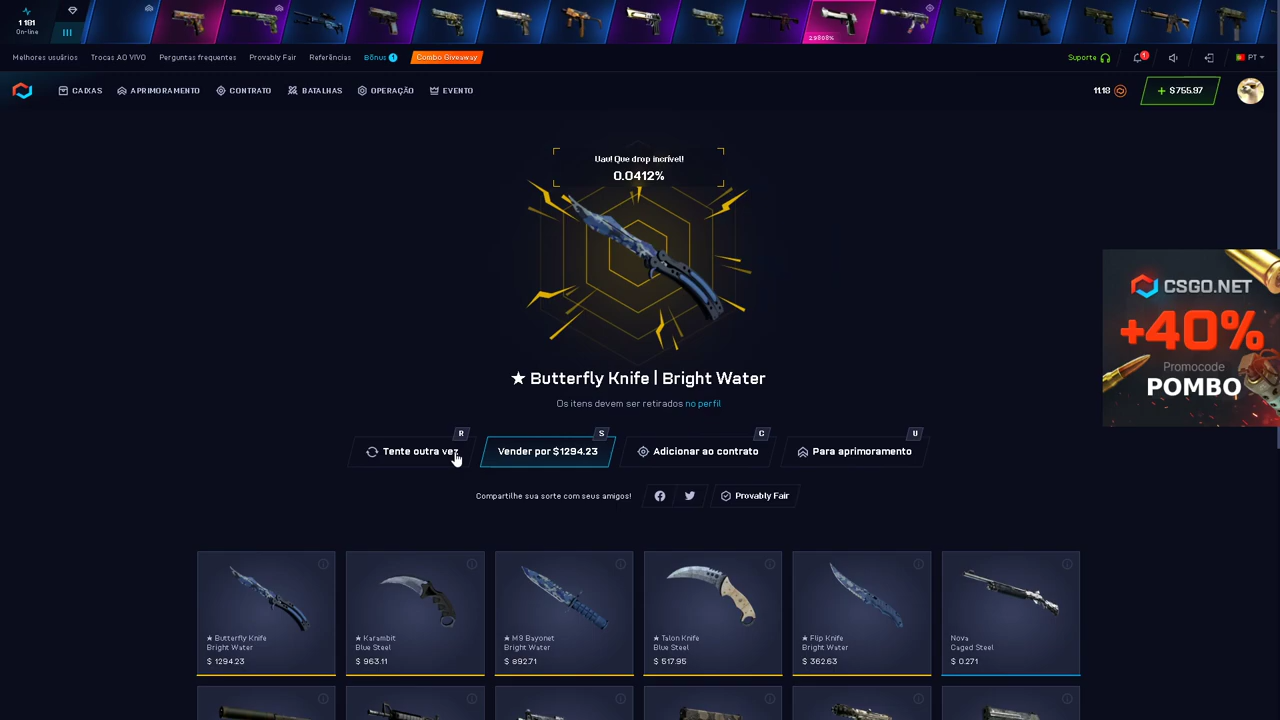 1 181
On-line
2.9808%
Melhores usuários
Trocas AO VIVO
Perguntas frequentes
Provably Fair
Referências
Bônus 1
Combo Giveaway
Suporte
1
PT
CAIXAS
APRIMORAMENTO
CONTRATO
BATALHAS
OPERAÇÃO
EVENTO
11.18
+ $755.97
Uau! Que drop incrível!
0.0412%
CSGO.NET
+40%
Promocode
POMBO
★ Butterfly Knife | Bright Water
Os itens devem ser retirados no perfil
R
Tente outra vez
S
Vender por $1294.23
C
Adicionar ao contrato
U
Para aprimoramento
Compartilhe sua sorte com seus amigos!
Provably Fair
★ Butterfly Knife
Bright Water
$ 1294.23
★ Karambit
Blue Steel
$ 963.11
★ M9 Bayonet
Bright Water
$ 892.71
★ Talon Knife
Blue Steel
$ 517.95
★ Flip Knife
Bright Water
$ 362.63
Nova
Caged Steel
$ 0.271